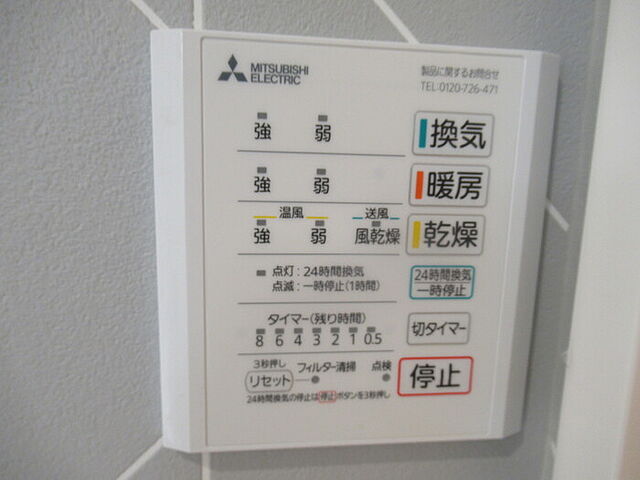 MITSUBISHI
ELECTRIC
製品に関するお問合せ
TEL:0120-726-471
強 弱 換気
強 弱 暖房
温風 送風
強 弱 風乾燥 乾燥
点灯:24時間換気
点滅:一時停止(1時間)
24時間換気
一時停止
タイマー(残り時間)
8 6 4 3 2 1 0.5
切タイマー
3秒押し
リセット フィルター清掃 点検
停止
24時間換気の停止は停止ボタンを3秒押し